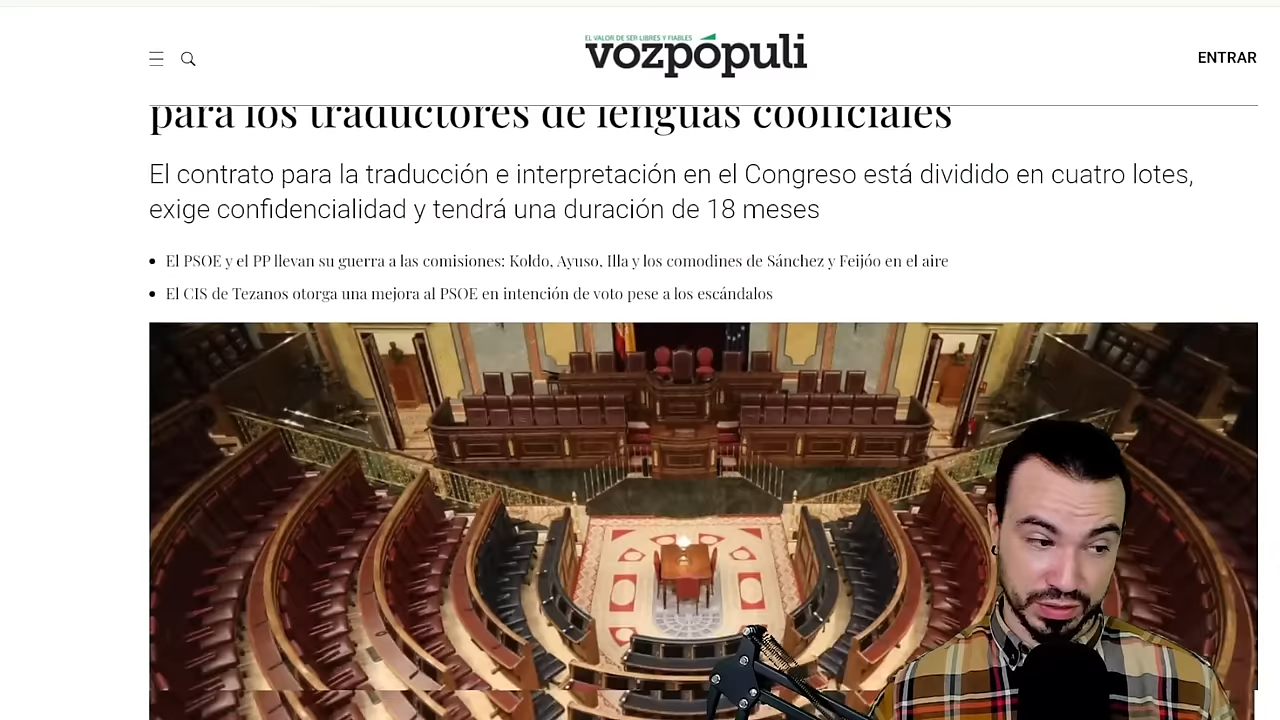 EL VALOR DE SER LIBRES Y FIABLES
vozpópuli
ENTRAR
para los traductores de lenguas cooficiales
El contrato para la traducción e interpretación en el Congreso está dividido en cuatro lotes,
exige confidencialidad y tendrá una duración de 18 meses
El PSOE y el PP llevan su guerra a las comisiones: Koldo, Ayuso, Illa y los comodines de Sánchez y Feijóo en el aire
El CIS de Tezanos otorga una mejora al PSOE en intención de voto pese a los escándalos